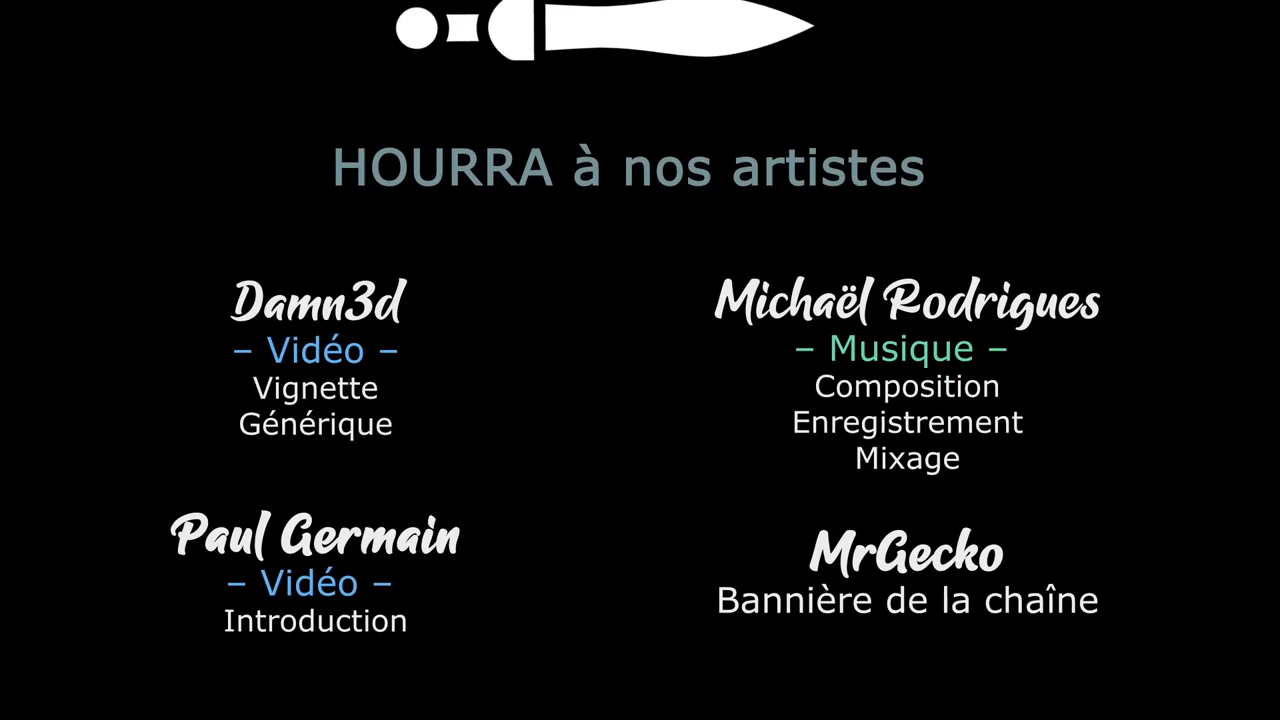 HOURRA à nos artistes
Damn3d
– Vidéo –
Vignette
Générique
Michaël Rodrigues
– Musique –
Composition
Enregistrement
Mixage
Paul Germain
– Vidéo –
Introduction
MrGecko
Bannière de la chaîne